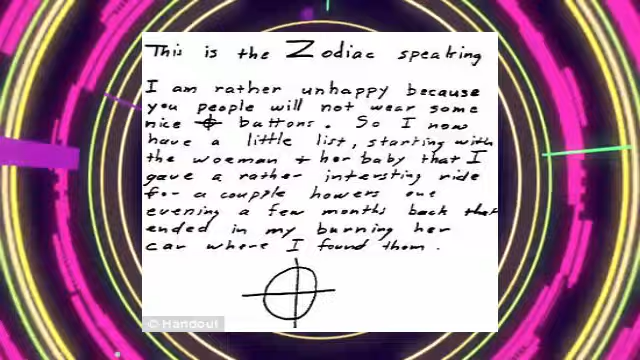 This is the Zodiac speaking
I am rather unhappy because
you people will not wear some
nice ⌖ buttons. So I now
have a little list, starting with
the woeman + her baby that I
gave a rather intersting ride
for a coupple howers one
evening a few months back that
ended in my burning her
car where I found them.
© Handout